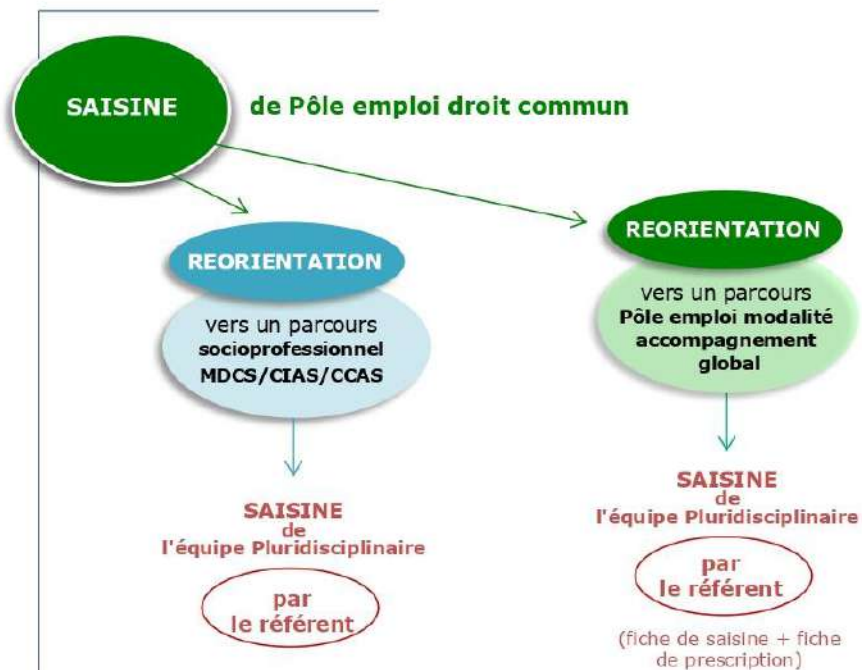 SAISINE
de Pôle emploi droit commun
REORIENTATION
vers un parcours
socioprofessionnel
MDCS/CIAS/CCAS
SAISINE
de
l'équipe Pluridisciplinaire
par
le référent
REORIENTATION
vers un parcours
Pôle emploi modalité
accompagnement
global
SAISINE
de
l'équipe Pluridisciplinaire
par
le référent
(fiche de saisine + fiche
de prescription)